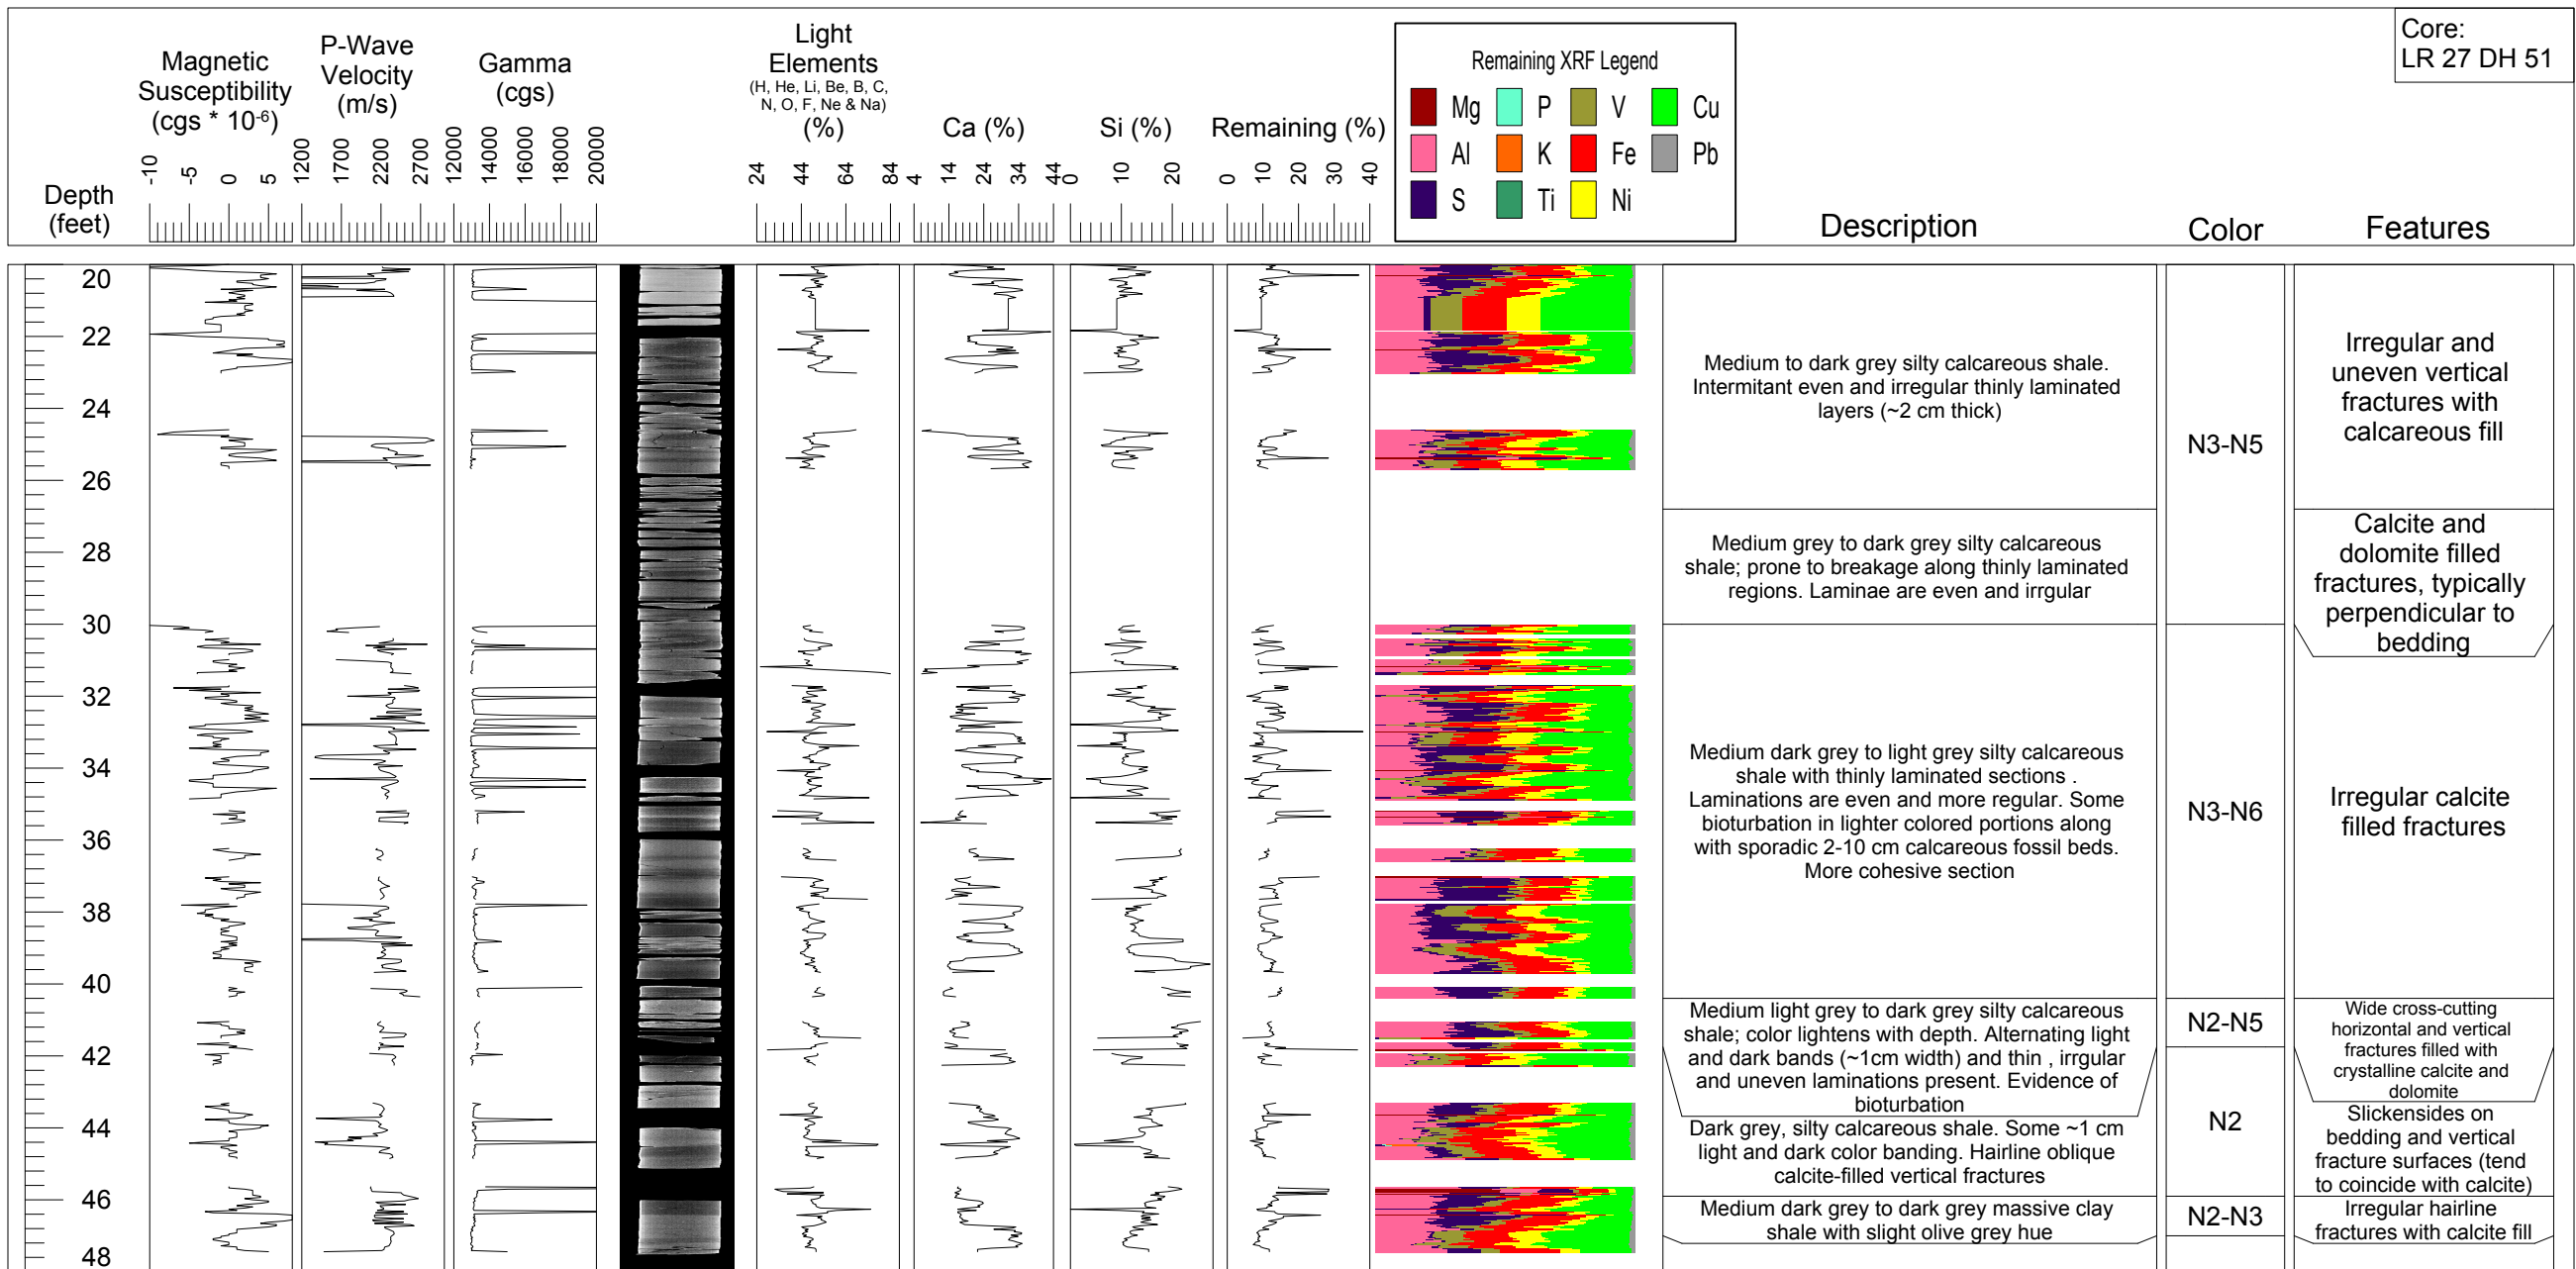 Core:
LR 27 DH 51
Depth
(feet)
Magnetic
Susceptibility
(cgs * 10⁻⁶)
-10
-5
0
5
P-Wave
Velocity
(m/s)
1200
1700
2200
2700
Gamma
(cgs)
12000
14000
16000
18000
20000
Light
Elements
(H, He, Li, Be, B, C,
N, O, F, Ne & Na)
(%)
24
44
64
84
Ca (%)
4
14
24
34
44
Si (%)
0
10
20
Remaining (%)
0
10
20
30
40
Remaining XRF Legend
Mg P V Cu
Al K Fe Pb
S Ti Ni
Description
Color
Features
20
22
24
26
28
30
32
34
36
38
40
42
44
46
48
Medium to dark grey silty calcareous shale.
Intermitant even and irregular thinly laminated
layers (~2 cm thick)
Medium grey to dark grey silty calcareous
shale; prone to breakage along thinly laminated
regions. Laminae are even and irrgular
Medium dark grey to light grey silty calcareous
shale with thinly laminated sections .
Laminations are even and more regular. Some
bioturbation in lighter colored portions along
with sporadic 2-10 cm calcareous fossil beds.
More cohesive section
Medium light grey to dark grey silty calcareous
shale; color lightens with depth. Alternating light
and dark bands (~1cm width) and thin , irrgular
and uneven laminations present. Evidence of
bioturbation
Dark grey, silty calcareous shale. Some ~1 cm
light and dark color banding. Hairline oblique
calcite-filled vertical fractures
Medium dark grey to dark grey massive clay
shale with slight olive grey hue
N3-N5
N3-N6
N2-N5
N2
N2-N3
Irregular and
uneven vertical
fractures with
calcareous fill
Calcite and
dolomite filled
fractures, typically
perpendicular to
bedding
Irregular calcite
filled fractures
Wide cross-cutting
horizontal and vertical
fractures filled with
crystalline calcite and
dolomite
Slickensides on
bedding and vertical
fracture surfaces (tend
to coincide with calcite)
Irregular hairline
fractures with calcite fill